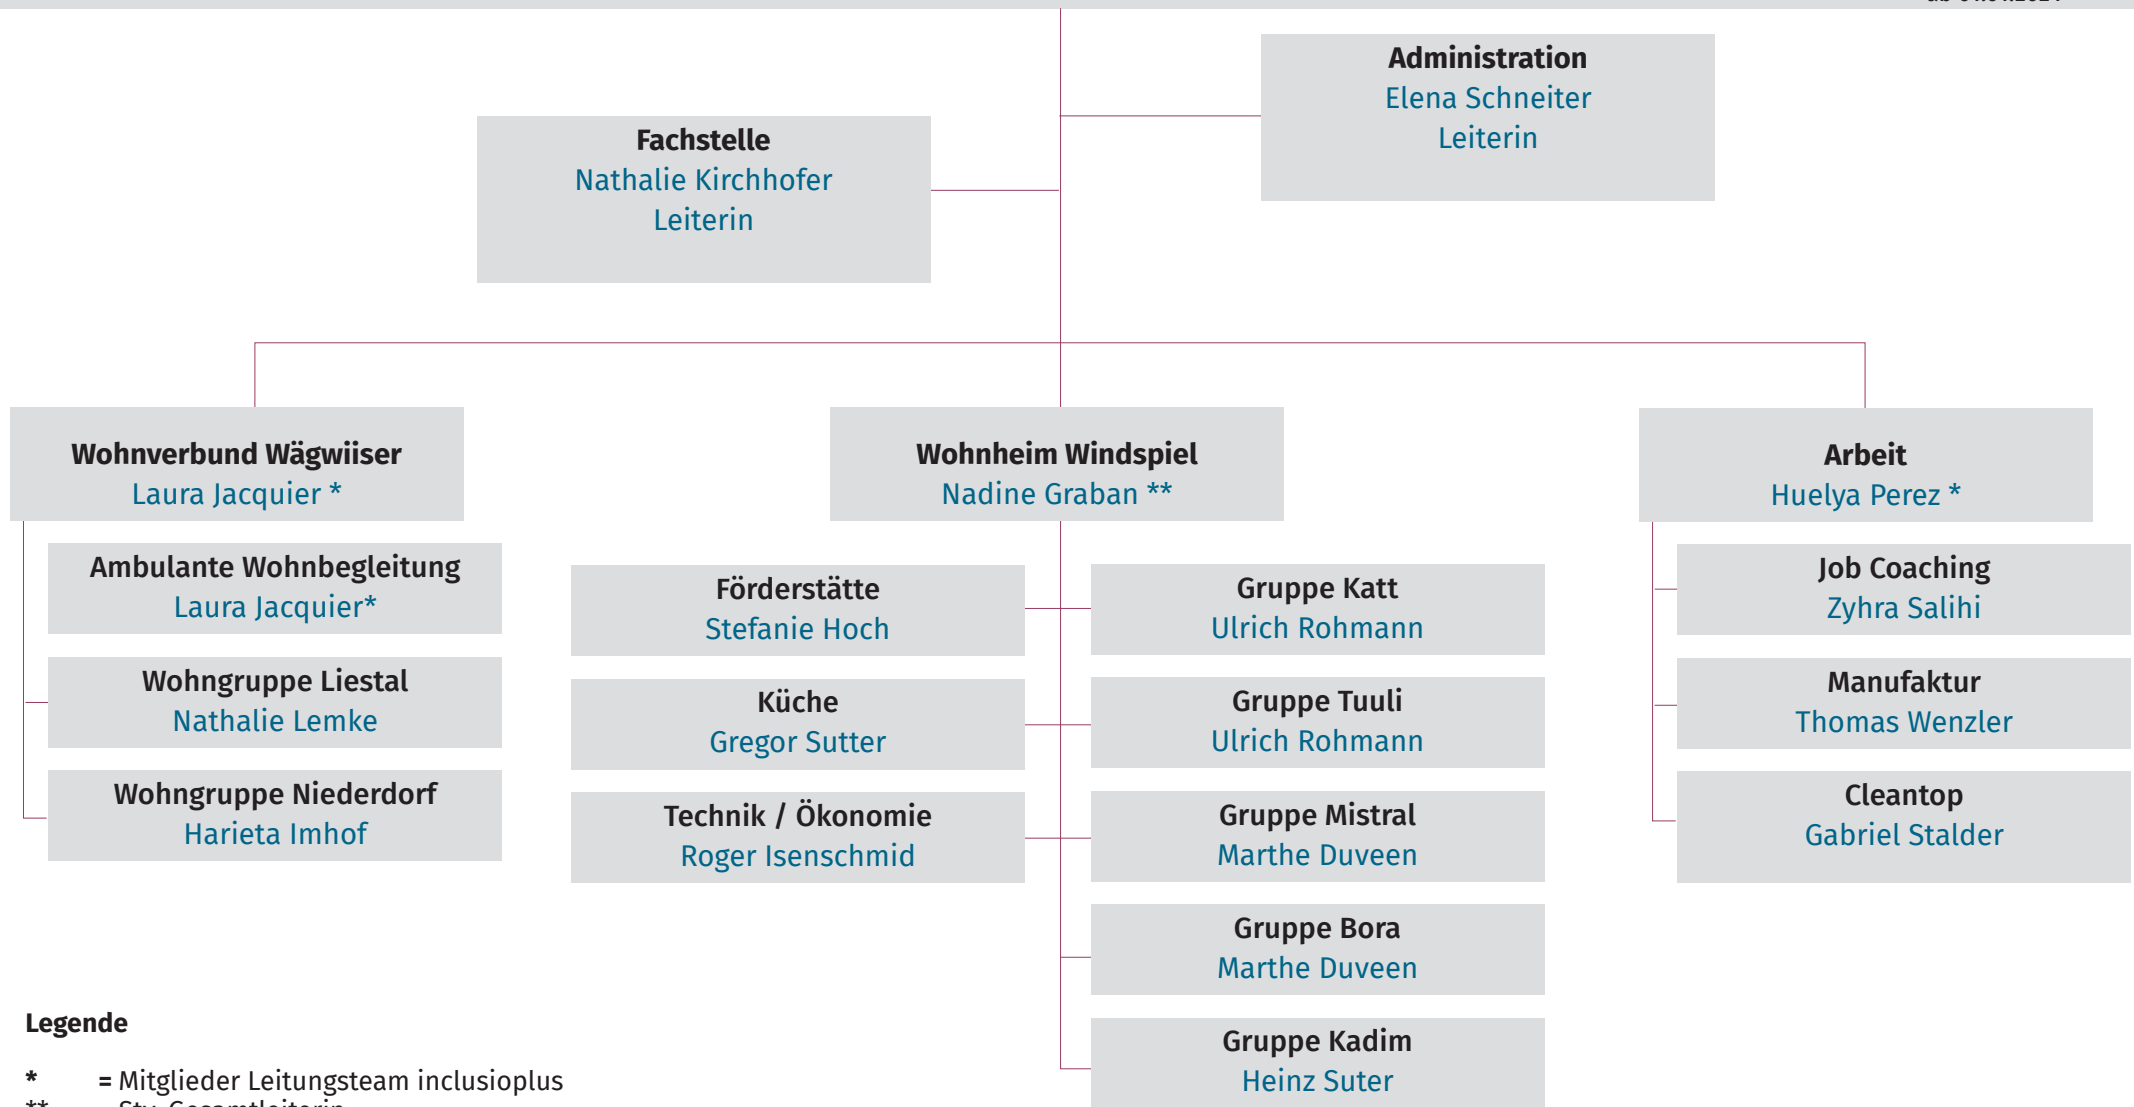 Administration
Elena Schneiter
Leiterin
Fachstelle
Nathalie Kirchhofer
Leiterin
Wohnverbund Wägwiiser
Laura Jacquier *
Ambulante Wohnbegleitung
Laura Jacquier*
Wohngruppe Liestal
Nathalie Lemke
Wohngruppe Niederdorf
Harieta Imhof
Wohnheim Windspiel
Nadine Graban **
Förderstätte
Stefanie Hoch
Küche
Gregor Sutter
Technik / Ökonomie
Roger Isenschmid
Gruppe Katt
Ulrich Rohmann
Gruppe Tuuli
Ulrich Rohmann
Gruppe Mistral
Marthe Duveen
Gruppe Bora
Marthe Duveen
Gruppe Kadim
Heinz Suter
Arbeit
Huelya Perez *
Job Coaching
Zyhra Salihi
Manufaktur
Thomas Wenzler
Cleantop
Gabriel Stalder
Legende
* = Mitglieder Leitungsteam inclusioplus
** Stv. Gesamtleiterin